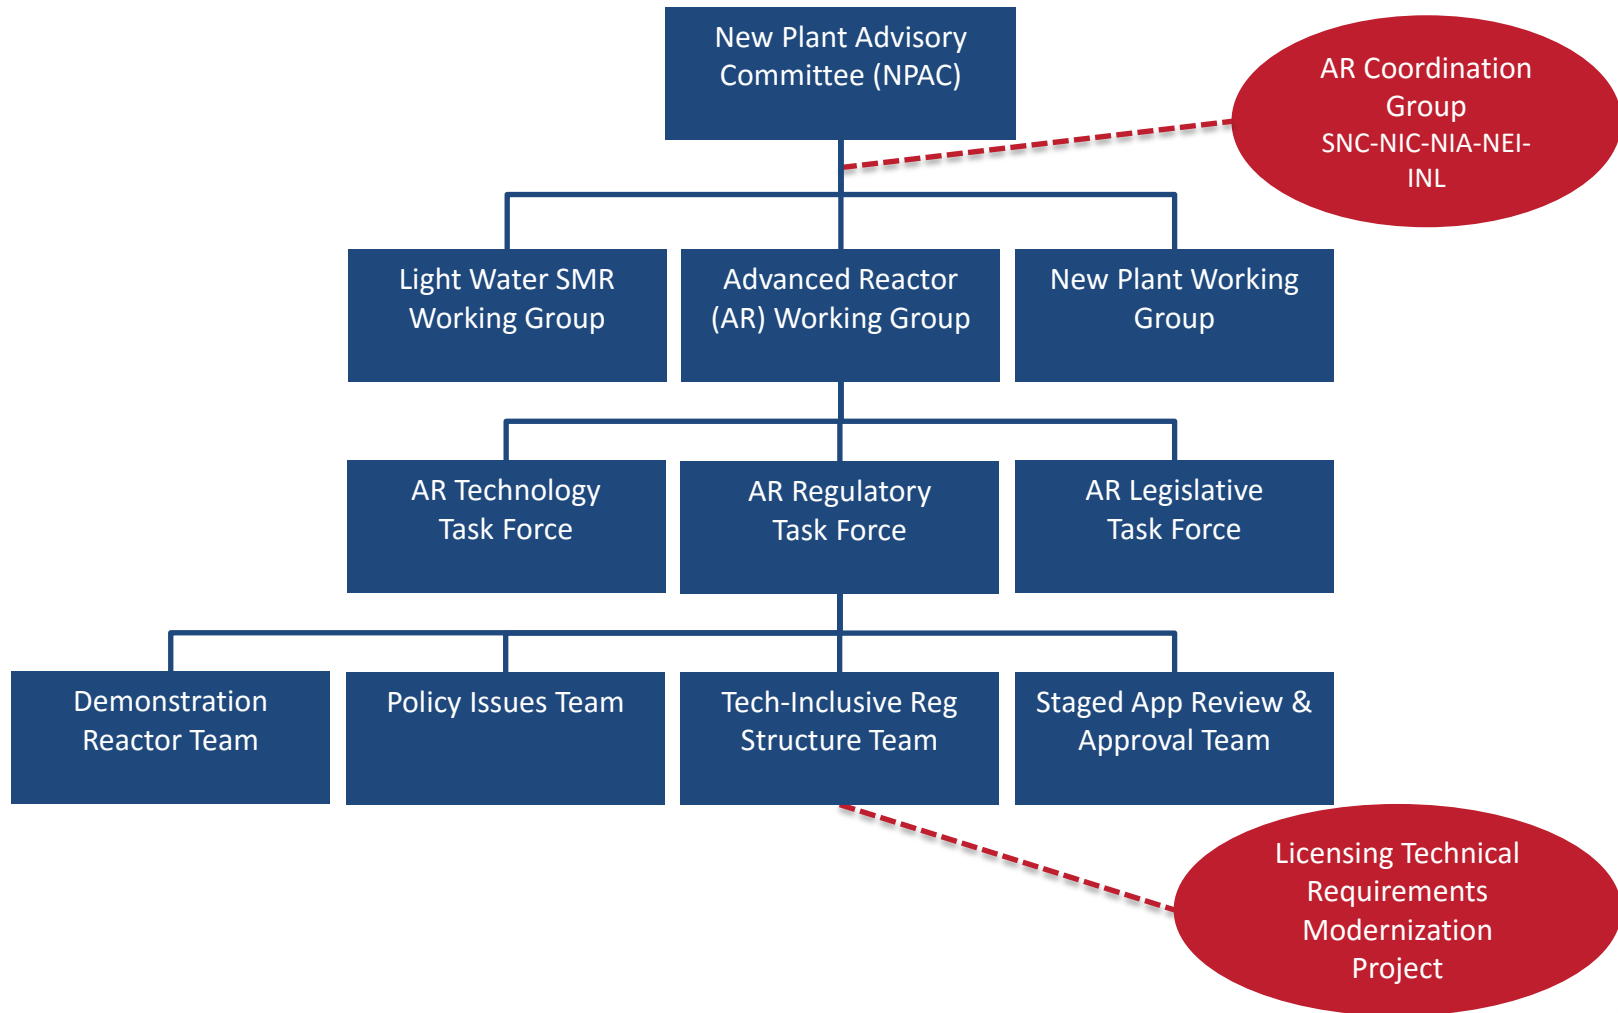 New Plant Advisory
Committee (NPAC)
AR Coordination
Group
SNC-NIC-NIA-NEI-
INL
Light Water SMR
Working Group
Advanced Reactor
(AR) Working Group
New Plant Working
Group
AR Technology
Task Force
AR Regulatory
Task Force
AR Legislative
Task Force
Demonstration
Reactor Team
Policy Issues Team
Tech-Inclusive Reg
Structure Team
Staged App Review &
Approval Team
Licensing Technical
Requirements
Modernization
Project